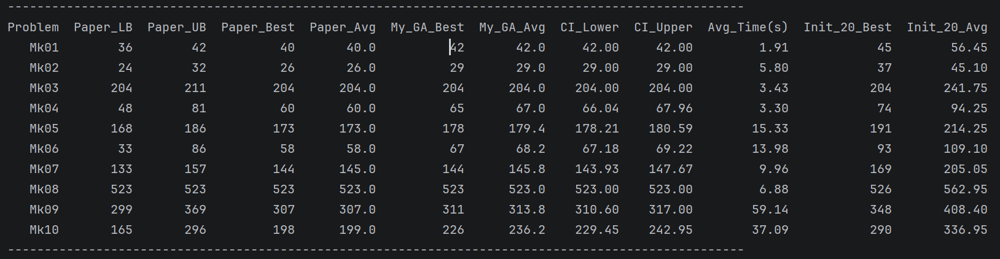 ----------------------------------------------------------------------------------------------------
Problem  Paper_LB  Paper_UB  Paper_Best  Paper_Avg  My_GA_Best  My_GA_Avg  CI_Lower  CI_Upper  Avg_Time(s)  Init_20_Best  Init_20_Avg
Mk01  36  42  40  40.0  42  42.0  42.00  42.00  1.91  45  56.45
Mk02  24  32  26  26.0  29  29.0  29.00  29.00  5.80  37  45.10
Mk03  204  211  204  204.0  204  204.0  204.00  204.00  3.43  204  241.75
Mk04  48  81  60  60.0  65  67.0  66.04  67.96  3.30  74  94.25
Mk05  168  186  173  173.0  178  179.4  178.21  180.59  15.33  191  214.25
Mk06  33  86  58  58.0  67  68.2  67.18  69.22  13.98  93  109.10
Mk07  133  157  144  145.0  144  145.8  143.93  147.67  9.96  169  205.05
Mk08  523  523  523  523.0  523  523.0  523.00  523.00  6.88  526  562.95
Mk09  299  369  307  307.0  311  313.8  310.60  317.00  59.14  348  408.40
Mk10  165  296  198  199.0  226  236.2  229.45  242.95  37.09  290  336.95
----------------------------------------------------------------------------------------------------